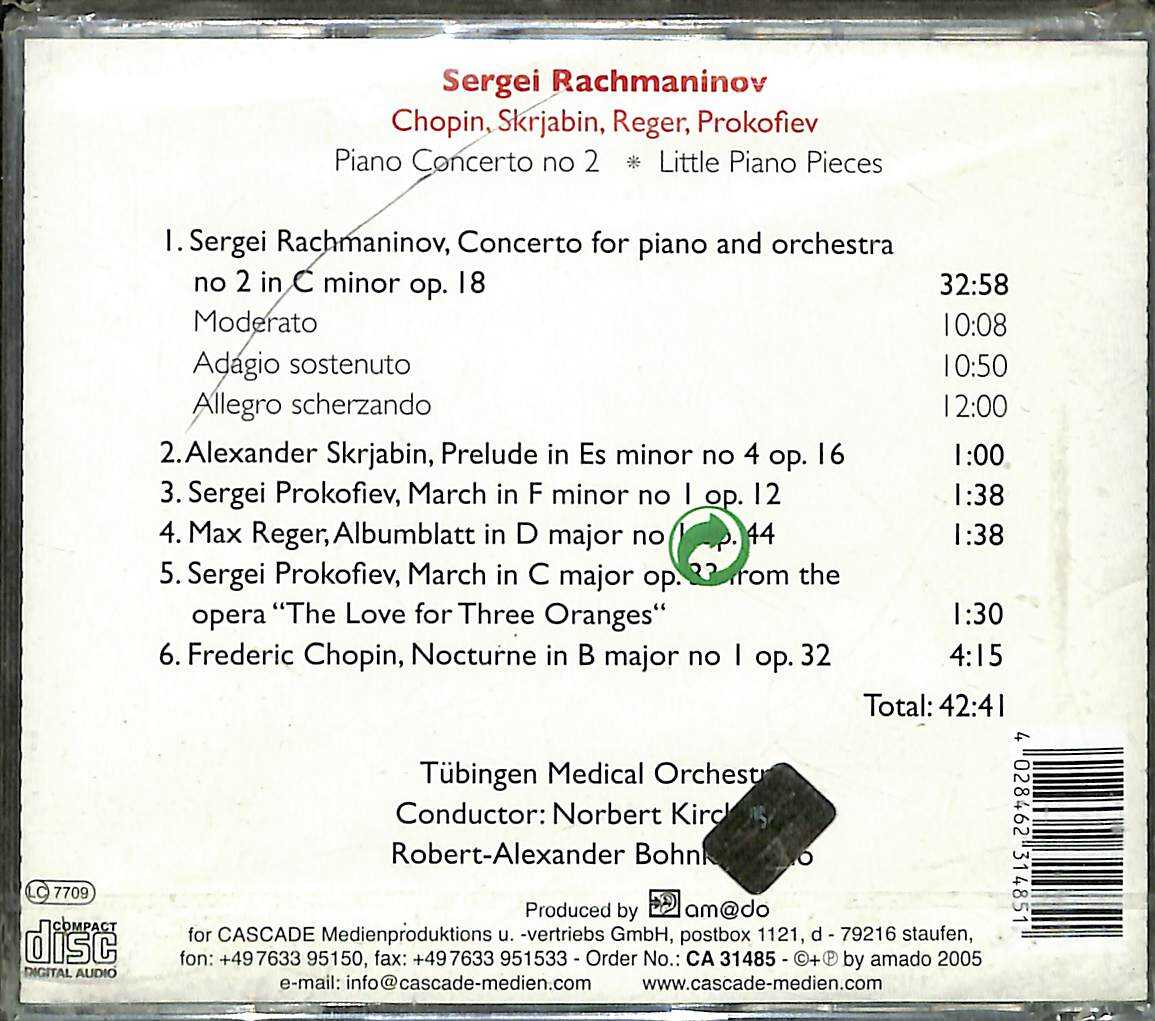 Sergei Rachmaninov
Chopin, Skrjabin, Reger, Prokofiev
Piano Concerto no 2 * Little Piano Pieces
1. Sergei Rachmaninov, Concerto for piano and orchestra
no 2 in C minor op. 18 32:58
Moderato 10:08
Adagio sostenuto 10:50
Allegro scherzando 12:00
2. Alexander Skrjabin, Prelude in Es minor no 4 op. 16 1:00
3. Sergei Prokofiev, March in F minor no 1 op. 12 1:38
4. Max Reger, Albumblatt in D major no op. 44 1:38
5. Sergei Prokofiev, March in C major op. 33 from the
opera “The Love for Three Oranges“ 1:30
6. Frederic Chopin, Nocturne in B major no 1 op. 32 4:15
Total: 42:41
Tübingen Medical Orchestra
Conductor: Norbert
Robert-Alexander
Produced by am@do
for CASCADE Medienproduktions u. -vertriebs GmbH, postbox 1121, d - 79216 staufen,
fon: +497633 95150, fax: +497633 951533 - Order No.: CA 31485 - ©+℗ by amado 2005
e-mail: info@cascade-medien.com www.cascade-medien.com
LC 7709
COMPACT
disc
DIGITAL AUDIO
4 028462 314851